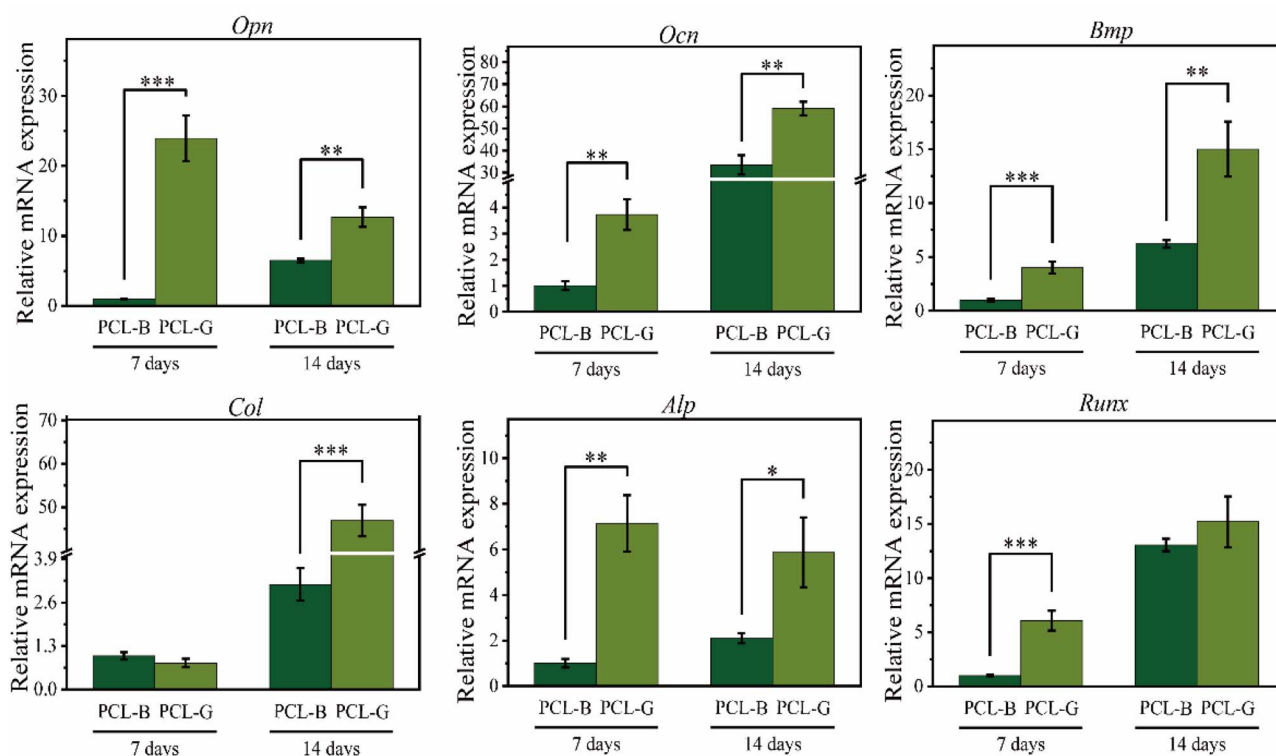 Opn
Relative mRNA expression
30
20
10
0
***
**
PCL-B PCL-G PCL-B PCL-G
7 days 14 days
Ocn
Relative mRNA expression
80
70
60
50
40
30
4
3
2
1
0
**
**
PCL-B PCL-G PCL-B PCL-G
7 days 14 days
Bmp
Relative mRNA expression
20
15
10
5
0
***
**
PCL-B PCL-G PCL-B PCL-G
7 days 14 days
Col
Relative mRNA expression
70
50
30
3.9
2.6
1.3
0.0
***
PCL-B PCL-G PCL-B PCL-G
7 days 14 days
Alp
Relative mRNA expression
10
8
6
4
2
0
**
*
PCL-B PCL-G PCL-B PCL-G
7 days 14 days
Runx
Relative mRNA expression
20
15
10
5
0
***
PCL-B PCL-G PCL-B PCL-G
7 days 14 days